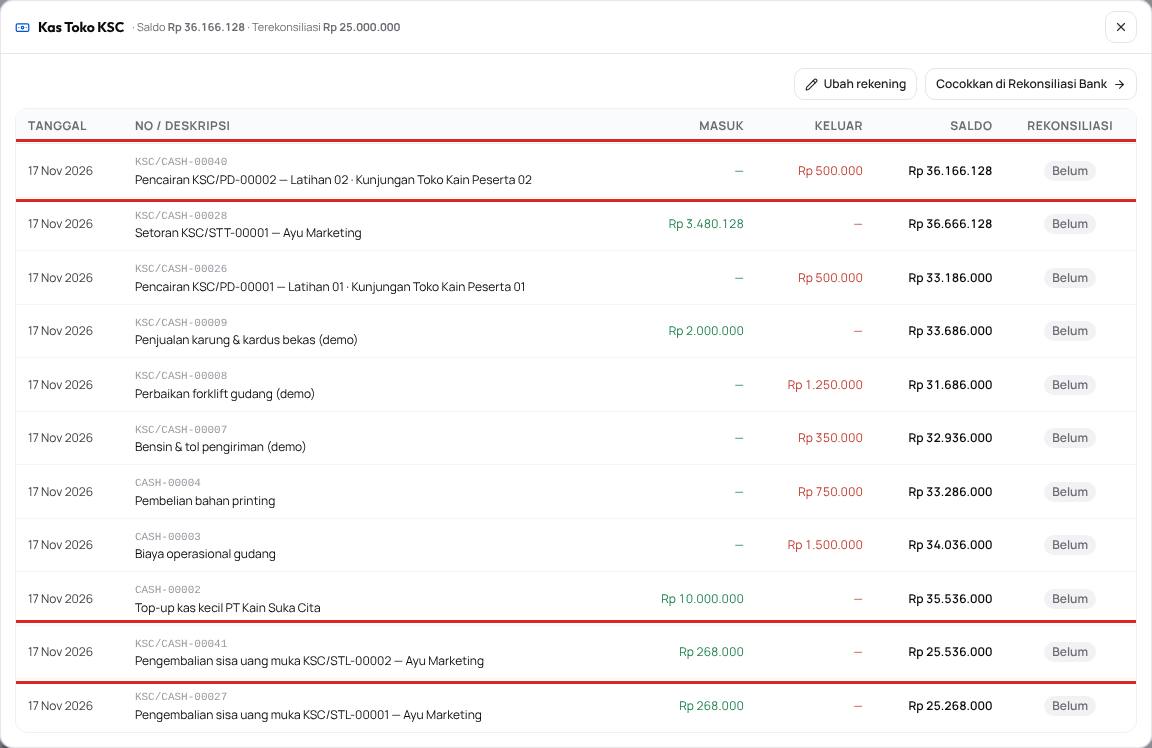 Kas Toko KSC · Saldo Rp 36.166.128 · Terekonsiliasi Rp 25.000.000
Ubah rekening Cocokkan di Rekonsiliasi Bank →
TANGGAL NO / DESKRIPSI MASUK KELUAR SALDO REKONSILIASI
KSC/CASH-00040
17 Nov 2026 Pencairan KSC/PD-00002 — Latihan 02 · Kunjungan Toko Kain Peserta 02 — Rp 500.000 Rp 36.166.128 Belum
KSC/CASH-00028
17 Nov 2026 Setoran KSC/STT-00001 — Ayu Marketing Rp 3.480.128 — Rp 36.666.128 Belum
KSC/CASH-00026
17 Nov 2026 Pencairan KSC/PD-00001 — Latihan 01 · Kunjungan Toko Kain Peserta 01 — Rp 500.000 Rp 33.186.000 Belum
KSC/CASH-00009
17 Nov 2026 Penjualan karung & kardus bekas (demo) Rp 2.000.000 — Rp 33.686.000 Belum
KSC/CASH-00008
17 Nov 2026 Perbaikan forklift gudang (demo) — Rp 1.250.000 Rp 31.686.000 Belum
KSC/CASH-00007
17 Nov 2026 Bensin & tol pengiriman (demo) — Rp 350.000 Rp 32.936.000 Belum
CASH-00004
17 Nov 2026 Pembelian bahan printing — Rp 750.000 Rp 33.286.000 Belum
CASH-00003
17 Nov 2026 Biaya operasional gudang — Rp 1.500.000 Rp 34.036.000 Belum
CASH-00002
17 Nov 2026 Top-up kas kecil PT Kain Suka Cita Rp 10.000.000 — Rp 35.536.000 Belum
KSC/CASH-00041
17 Nov 2026 Pengembalian sisa uang muka KSC/STL-00002 — Ayu Marketing Rp 268.000 — Rp 25.536.000 Belum
KSC/CASH-00027
17 Nov 2026 Pengembalian sisa uang muka KSC/STL-00001 — Ayu Marketing Rp 268.000 — Rp 25.268.000 Belum